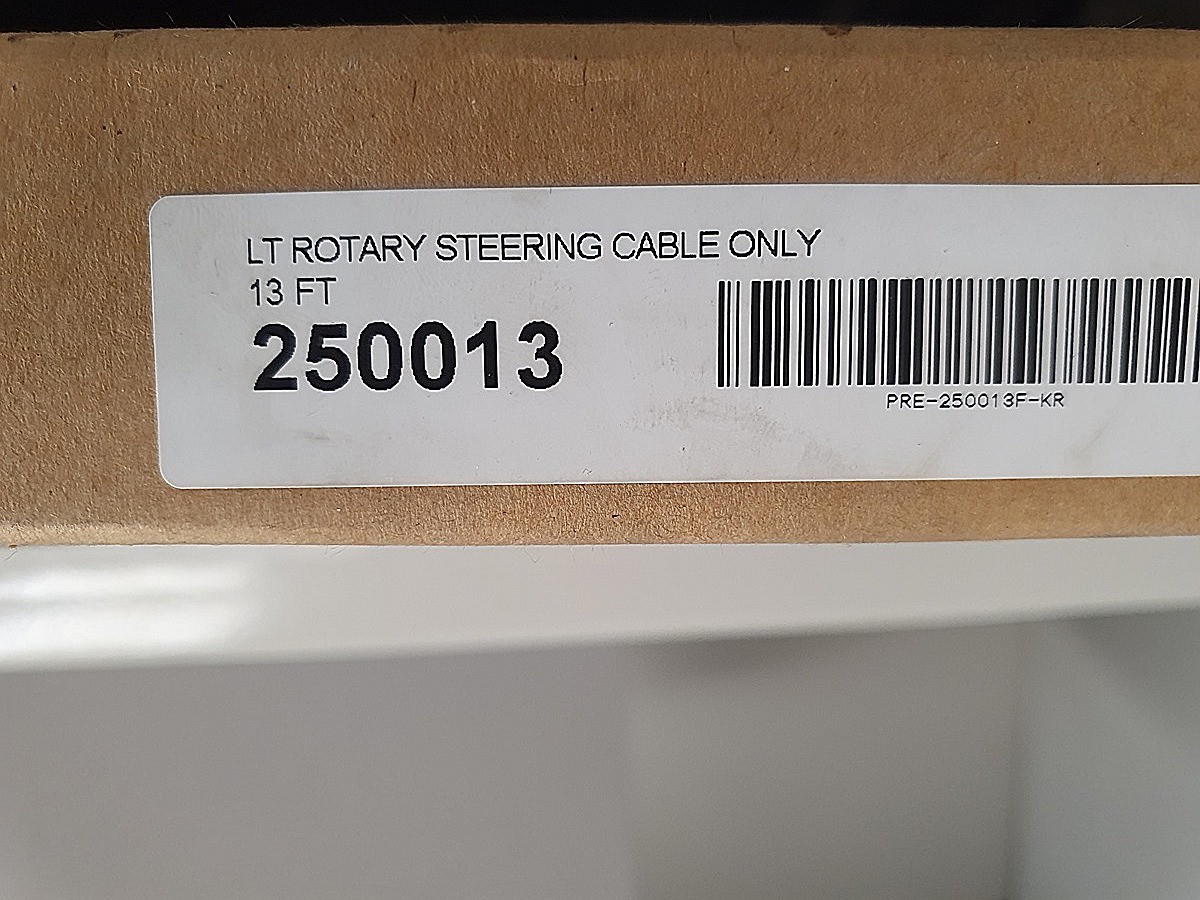 LT ROTARY STEERING CABLE ONLY
13 FT
250013
PRE-250013F-KR